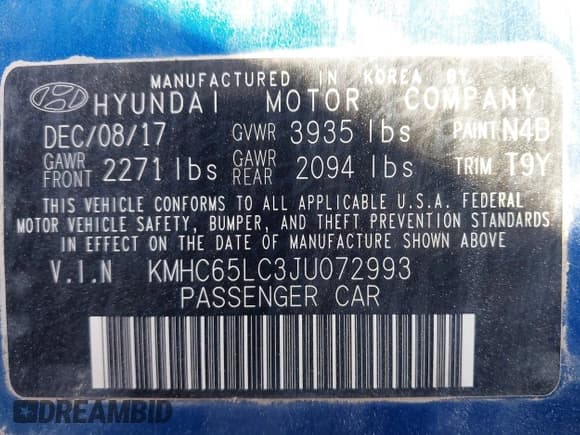 MANUFACTURED IN KOREA BY
HYUNDAI MOTOR COMPANY
DEC/08/17 GVWR 3935 lbs PAINT N4B
GAWR FRONT 2271 lbs GAWR REAR 2094 lbs TRIM T9Y
THIS VEHICLE CONFORMS TO ALL APPLICABLE U.S.A. FEDERAL
MOTOR VEHICLE SAFETY, BUMPER, AND THEFT PREVENTION STANDARDS
IN EFFECT ON THE DATE OF MANUFACTURE SHOWN ABOVE
V.I.N KMHC65LC3JU072993
PASSENGER CAR
DREAMBID